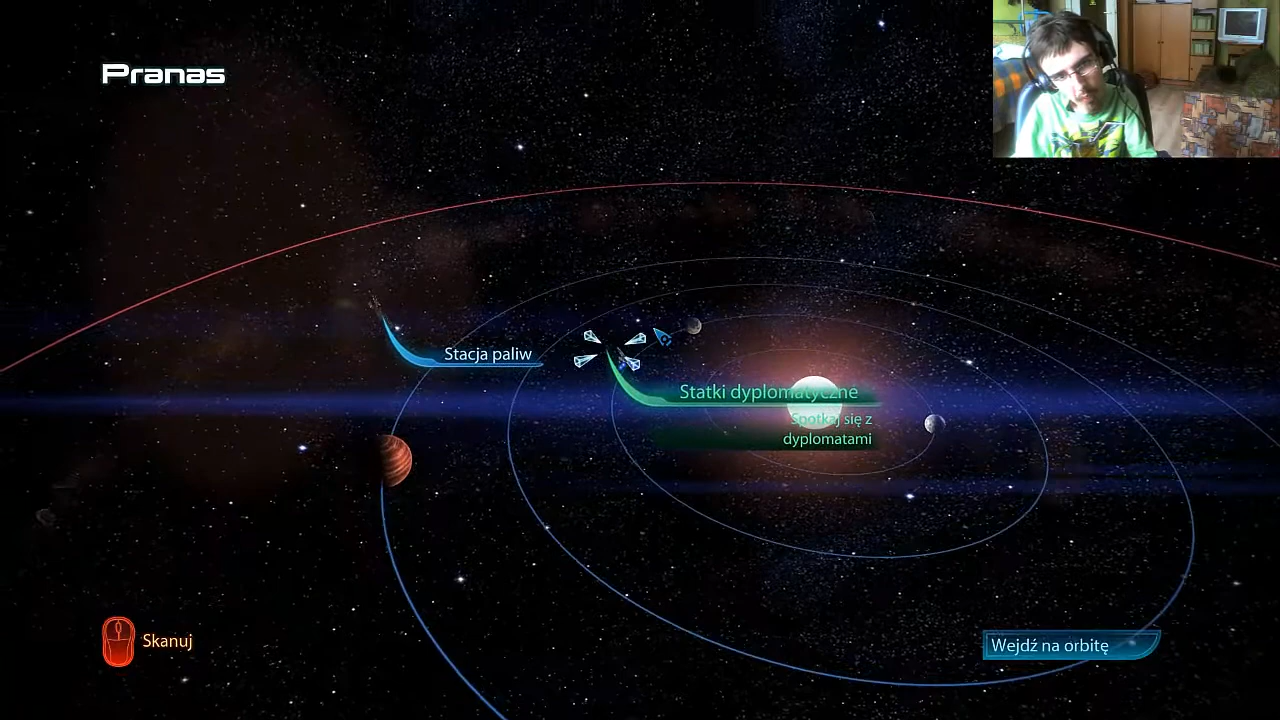 Pranas
Stacja paliw
Statki dyplomatyczne
Spotkaj się z
dyplomatami
Skanuj
Wejdź na orbitę